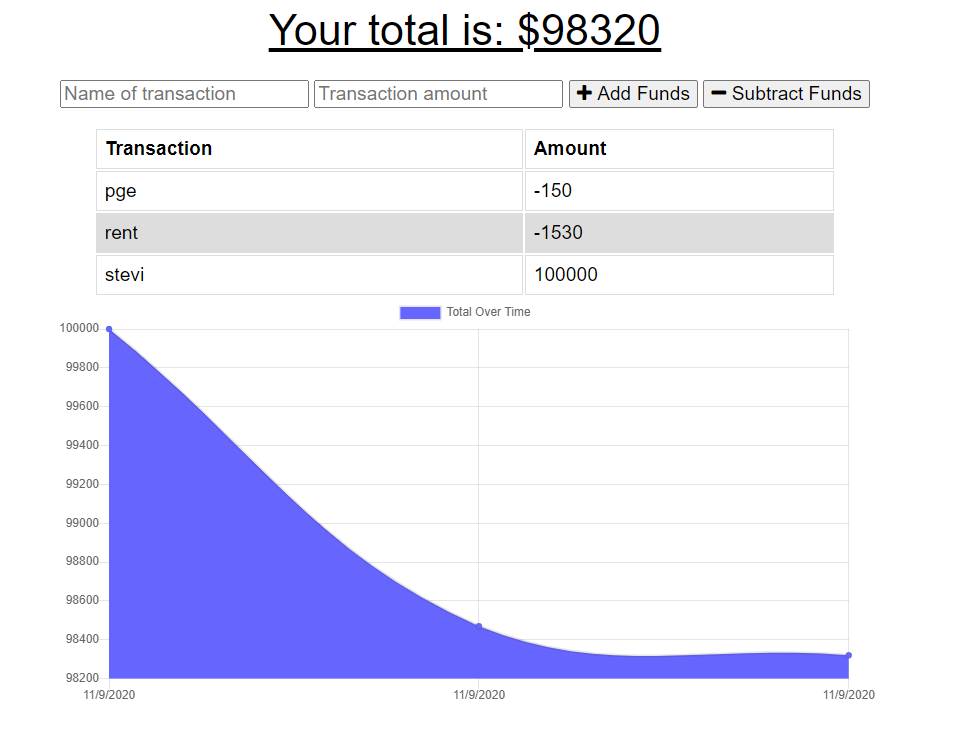 Your total is: $98320
Name of transaction Transaction amount Add Funds Subtract Funds
Transaction Amount
pge -150
rent -1530
stevi 100000
Total Over Time
100000
99800
99600
99400
99200
99000
98800
98600
98400
98200
11/9/2020 11/9/2020 11/9/2020